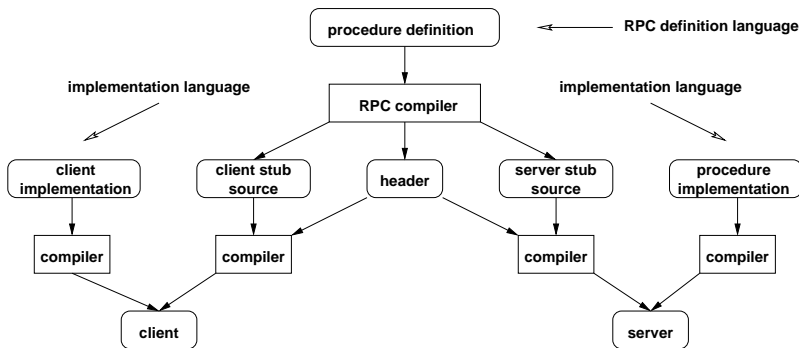 procedure definition
RPC definition language
implementation language
implementation language
RPC compiler
client
implementation
client stub
source
header
server stub
source
procedure
implementation
compiler
compiler
compiler
compiler
client
server